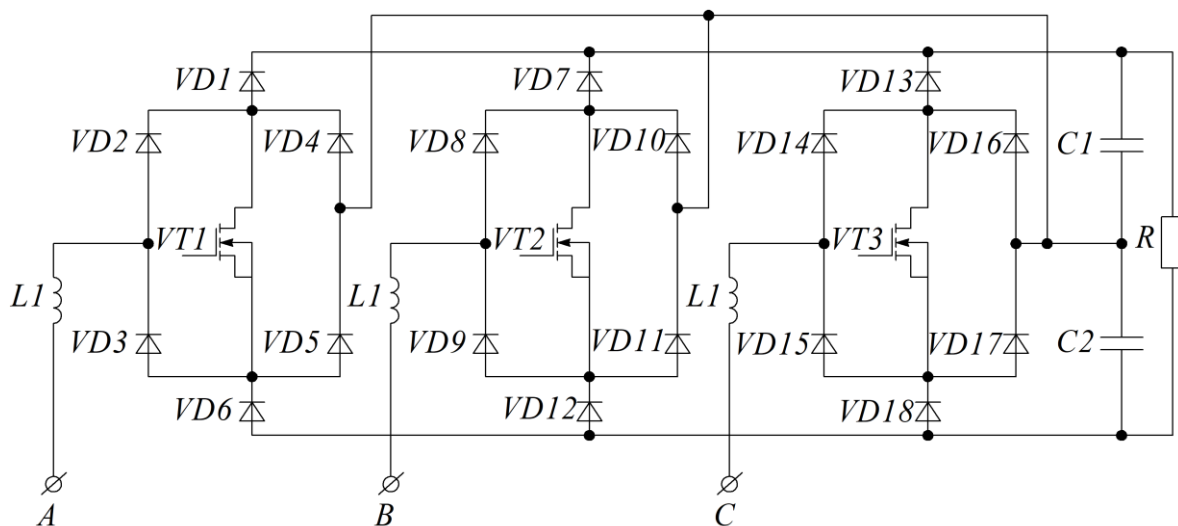 VD1 VD7 VD13
VD2 VD4 VD8 VD10 VD14 VD16 C1
VT1 VT2 VT3 R
L1 L1 L1
VD3 VD5 VD9 VD11 VD15 VD17 C2
VD6 VD12 VD18
A B C